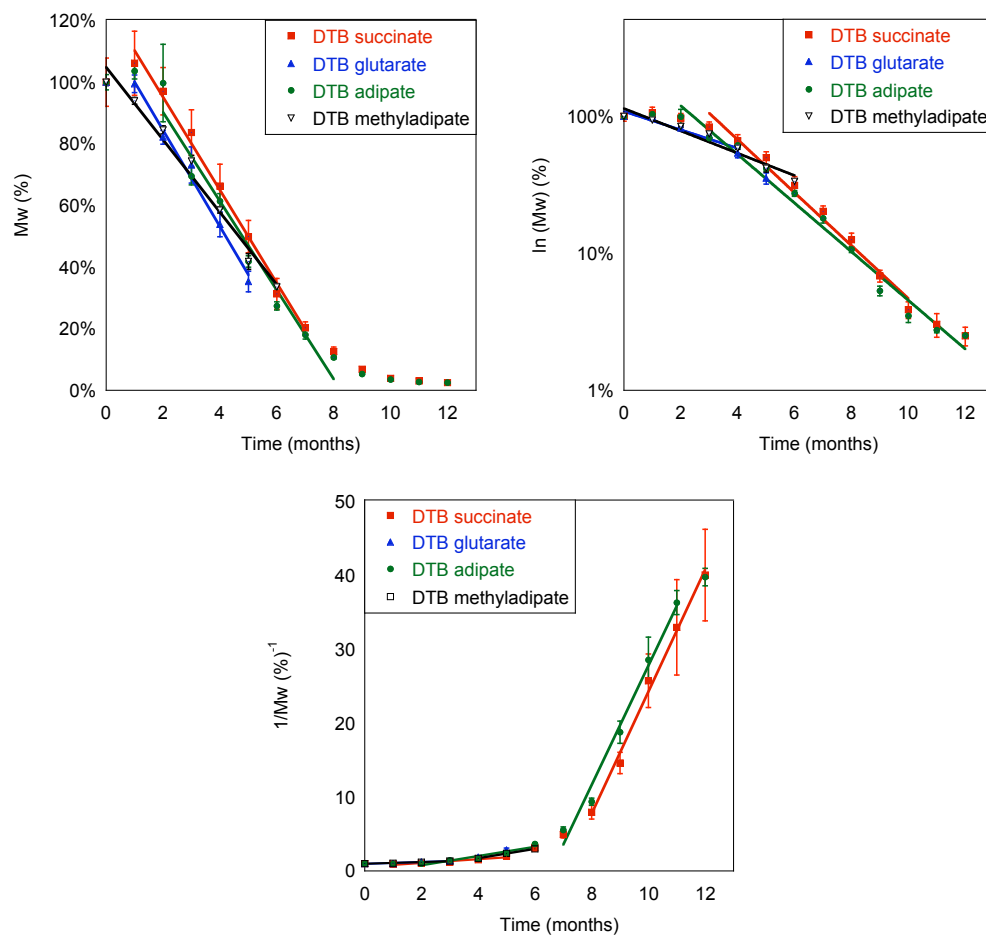 120%
100%
80%
60%
40%
20%
0%
Mw (%)
0 2 4 6 8 10 12
Time (months)
DTB succinate
DTB glutarate
DTB adipate
DTB methyladipate
100%
10%
1%
ln (Mw) (%)
0 2 4 6 8 10 12
Time (months)
DTB succinate
DTB glutarate
DTB adipate
DTB methyladipate
50
40
30
20
10
0
1/Mw (%)-1
0 2 4 6 8 10 12
Time (months)
DTB succinate
DTB glutarate
DTB adipate
DTB methyladipate